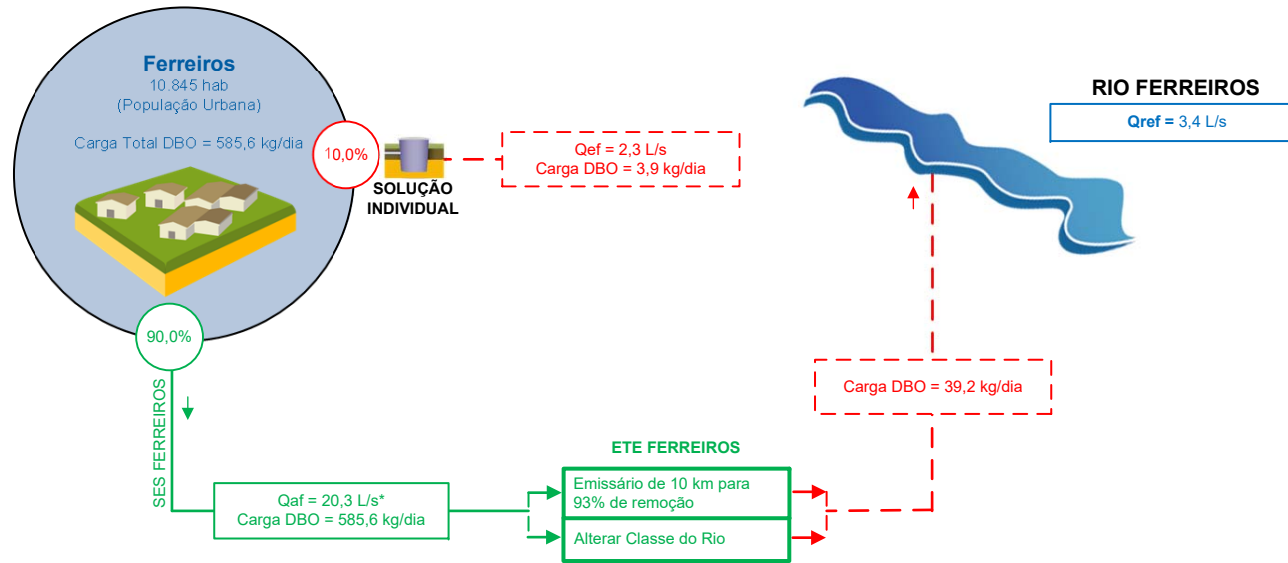 Ferreiros
10.845 hab
(População Urbana)
Carga Total DBO = 585,6 kg/dia
10,0%
SOLUÇÃO
INDIVIDUAL
Qef = 2,3 L/s
Carga DBO = 3,9 kg/dia
RIO FERREIROS
Qref = 3,4 L/s
90,0%
SES FERREIROS
Qaf = 20,3 L/s*
Carga DBO = 585,6 kg/dia
ETE FERREIROS
Emissário de 10 km para
93% de remoção
Alterar Classe do Rio
Carga DBO = 39,2 kg/dia